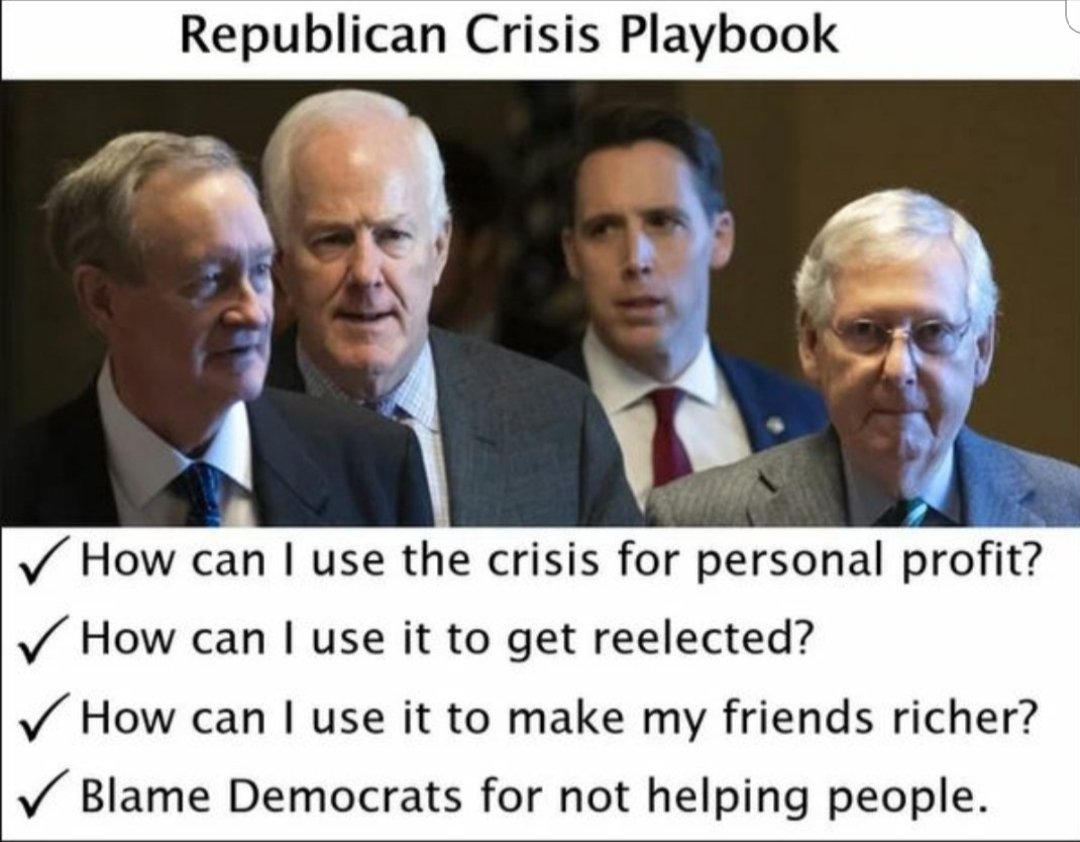 Republican Crisis Playbook
✓ How can I use the crisis for personal profit?
✓ How can I use it to get reelected?
✓ How can I use it to make my friends richer?
✓ Blame Democrats for not helping people.